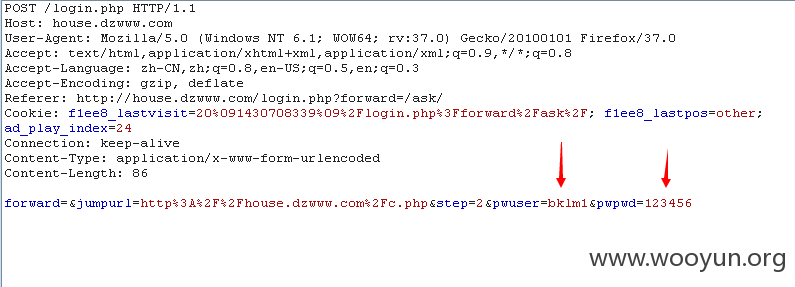 POST /login.php HTTP/1.1
Host: house.dzwww.com
User-Agent: Mozilla/5.0 (Windows NT 6.1; WOW64; rv:37.0) Gecko/20100101 Firefox/37.0
Accept: text/html,application/xhtml+xml,application/xml;q=0.9,*/*;q=0.8
Accept-Language: zh-CN,zh;q=0.8,en-US;q=0.5,en;q=0.3
Accept-Encoding: gzip, deflate
Referer: http://house.dzwww.com/login.php?forward=/ask/
Cookie: f1ee8_lastvisit=20%091430708339%09%2Flogin.php%3Fforward%2Fask%2F; f1ee8_lastpos=other;
ad_play_index=24
Connection: keep-alive
Content-Type: application/x-www-form-urlencoded
Content-Length: 86
forward=&jumpurl=http%3A%2F%2Fhouse.dzwww.com%2Fc.php&step=2&pwuser=bklm1&pwpwd=123456
www.wooyun.org